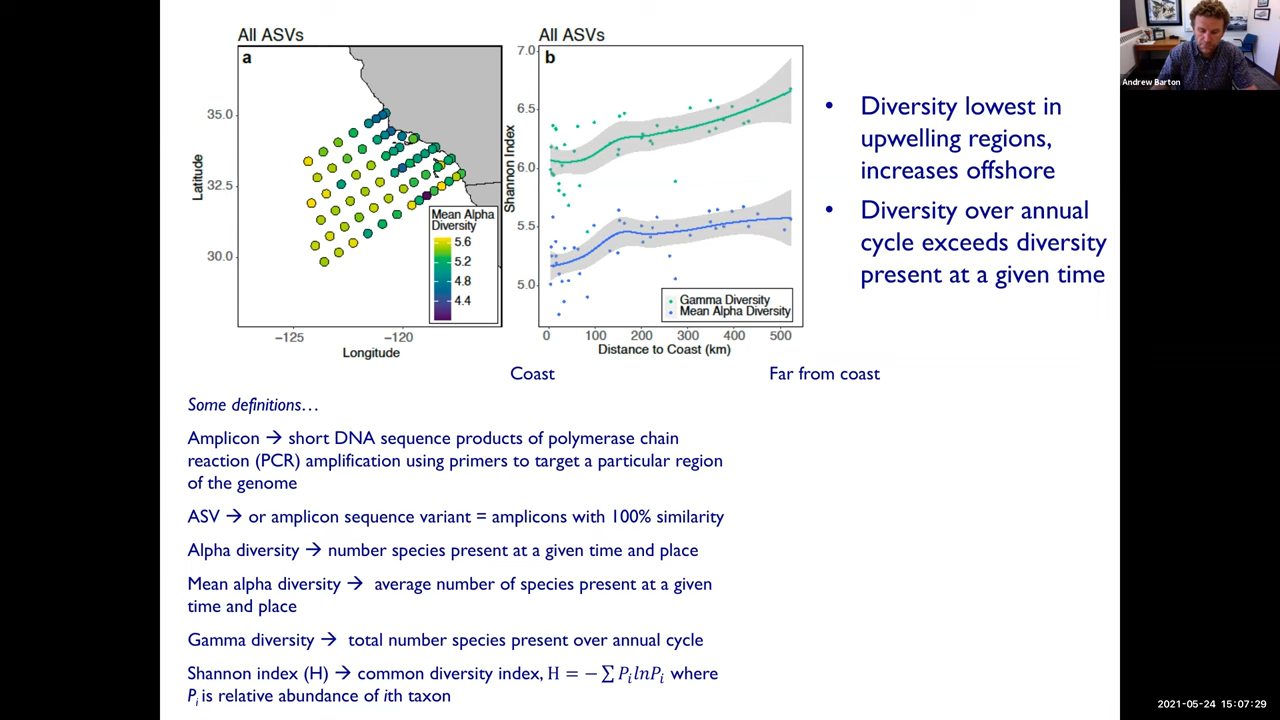 All ASVs
a
35.0
32.5
30.0
Latitude
−125
−120
Longitude
Mean Alpha
Diversity
5.6
5.2
4.8
4.4
All ASVs
b
7.0
6.5
6.0
5.5
5.0
Shannon Index
Gamma Diversity
Mean Alpha Diversity
0
100
200
300
400
500
Distance to Coast (km)
Coast
Far from coast
• Diversity lowest in
upwelling regions,
increases offshore
• Diversity over annual
cycle exceeds diversity
present at a given time
Andrew Barton
Some definitions…
Amplicon → short DNA sequence products of polymerase chain
reaction (PCR) amplification using primers to target a particular region
of the genome
ASV → or amplicon sequence variant = amplicons with 100% similarity
Alpha diversity → number species present at a given time and place
Mean alpha diversity → average number of species present at a given
time and place
Gamma diversity → total number species present over annual cycle
Shannon index (H) → common diversity index, H = − ∑ PᵢlnPᵢ where
Pᵢ is relative abundance of ith taxon
2021-05-24 15:07:29